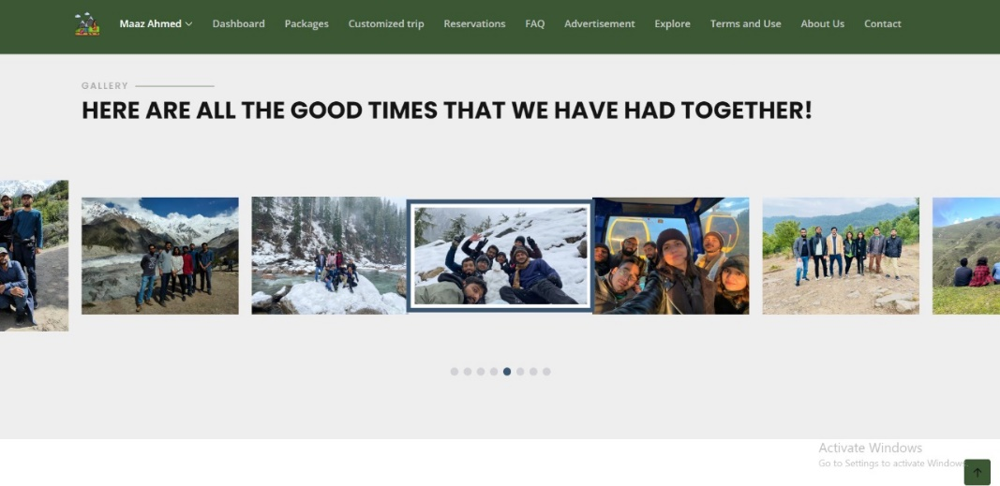 Maaz Ahmed Dashboard Packages Customized trip Reservations FAQ Advertisement Explore Terms and Use About Us Contact
GALLERY
HERE ARE ALL THE GOOD TIMES THAT WE HAVE HAD TOGETHER!
Activate Windows
Go to Settings to activate Windows